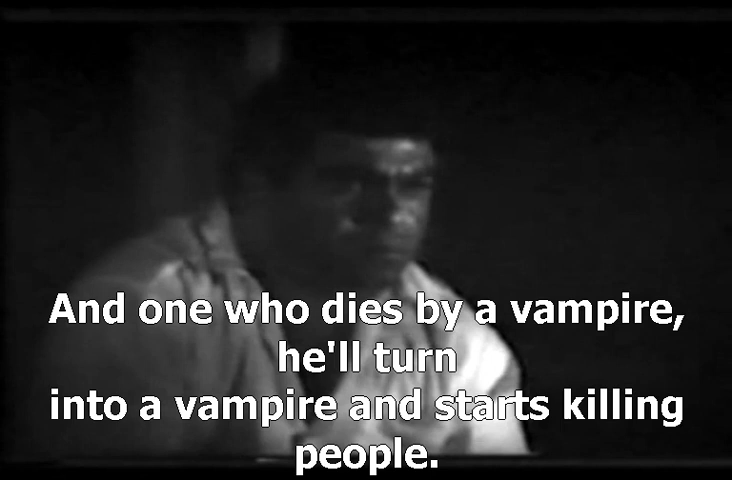 And one who dies by a vampire,
he'll turn
into a vampire and starts killing
people.